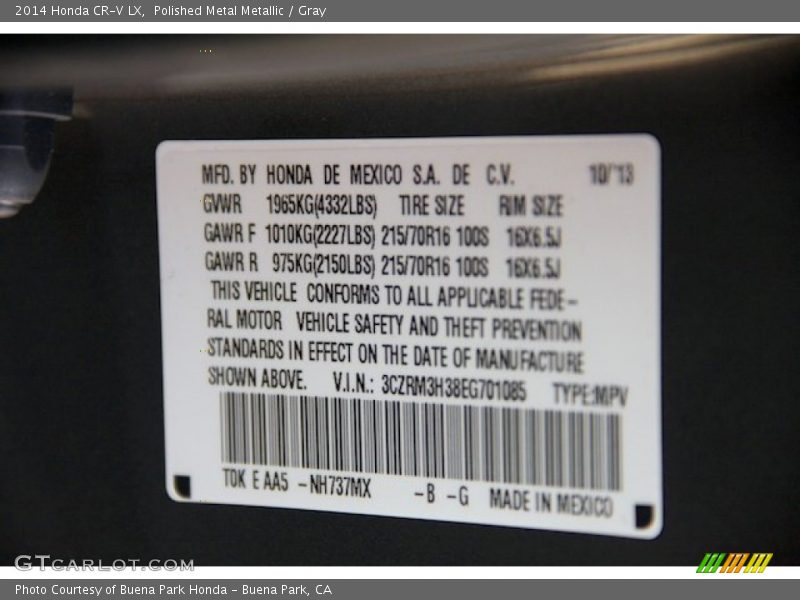 2014 Honda CR-V LX,  Polished Metal Metallic / Gray
MFD. BY HONDA DE MEXICO S.A. DE C.V. 10/13
GVWR 1965KG(4332LBS) TIRE SIZE RIM SIZE
GAWR F 1010KG(2227LBS) 215/70R16 100S 16X6.5J
GAWR R 975KG(2150LBS) 215/70R16 100S 16X6.5J
THIS VEHICLE CONFORMS TO ALL APPLICABLE FEDE-
RAL MOTOR VEHICLE SAFETY AND THEFT PREVENTION
STANDARDS IN EFFECT ON THE DATE OF MANUFACTURE
SHOWN ABOVE. V.I.N.: 3CZRM3H38EG701085 TYPE:MPV
TOK E AA5 -NH737MX -B -G MADE IN MEXICO
GTCARLOT.COM
Photo Courtesy of Buena Park Honda - Buena Park, CA